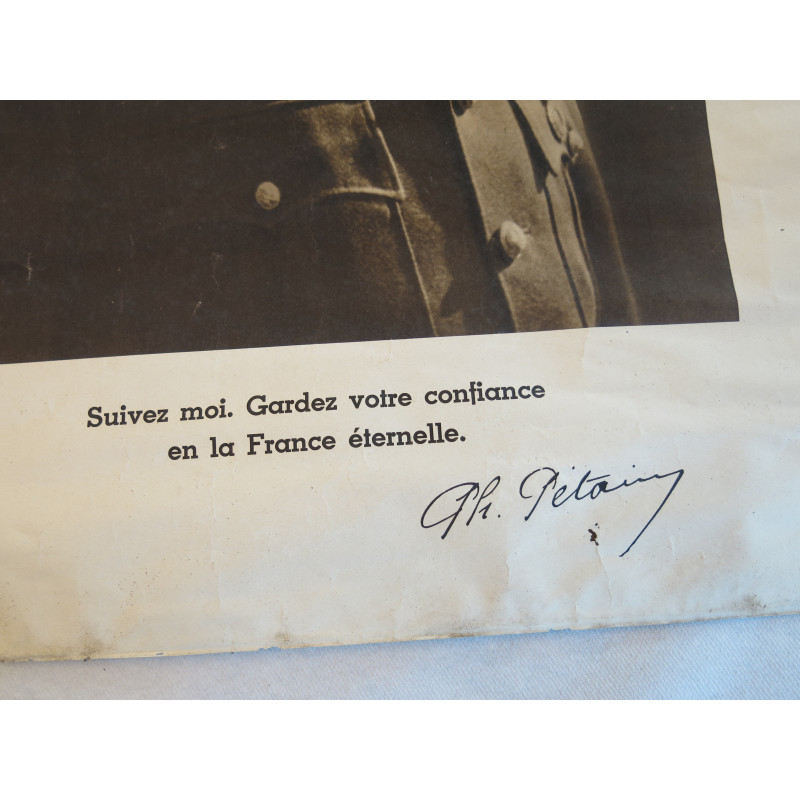 Suivez moi. Gardez votre confiance
en la France éternelle.
Ph. Pétain